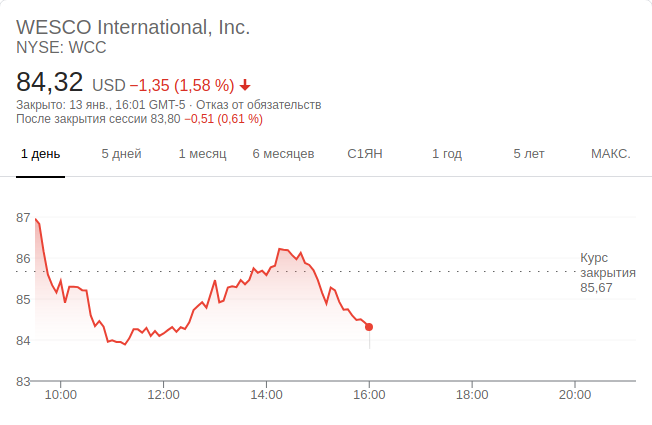 WESCO International, Inc.
NYSE: WCC
84,32 USD −1,35 (1,58 %)
Закрыто: 13 янв., 16:01 GMT-5 · Отказ от обязательств
После закрытия сессии 83,80 −0,51 (0,61 %)
1 день 5 дней 1 месяц 6 месяцев С1ЯН 1 год 5 лет МАКС.
87
86
85
84
83
Курс
закрытия
85,67
10:00 12:00 14:00 16:00 18:00 20:00